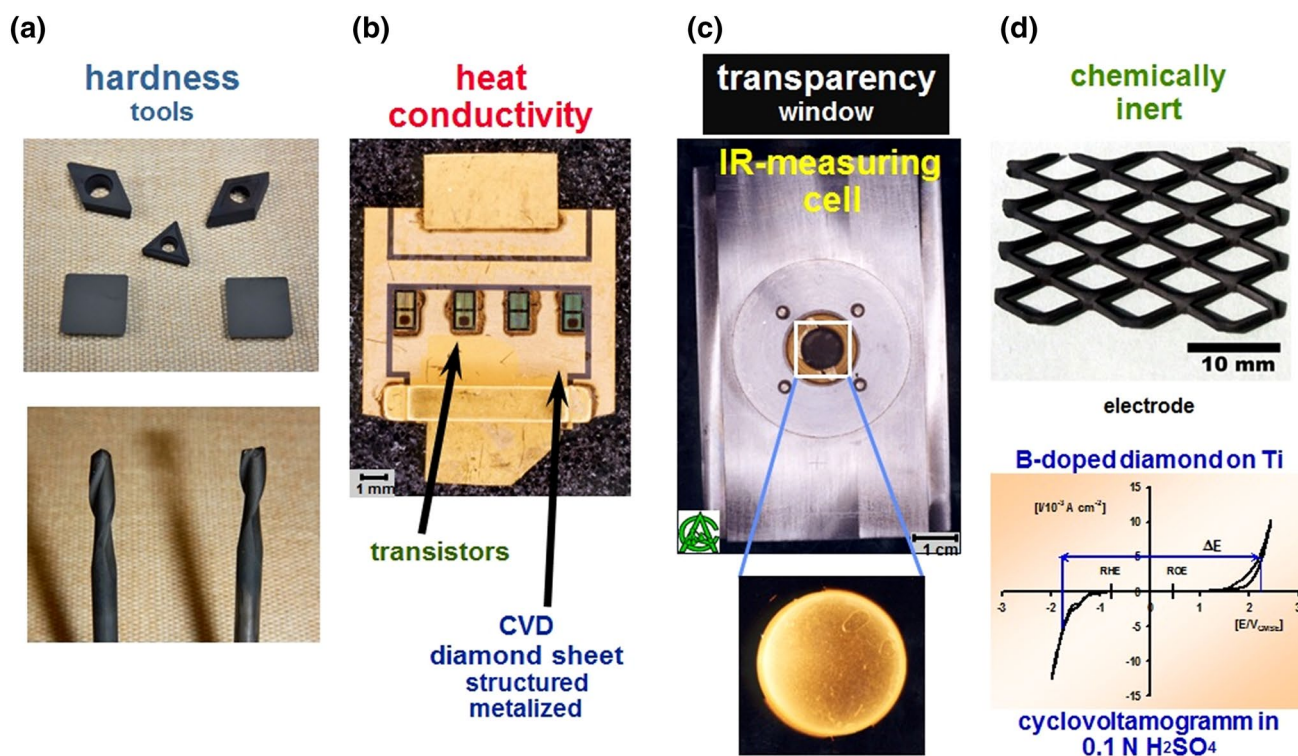 (a)
hardness
tools
(b)
heat
conductivity
1 mm
transistors
CVD
diamond sheet
structured
metalized
(c)
transparency
window
IR-measuring
cell
1 cm
(d)
chemically
inert
10 mm
electrode
B-doped diamond on Ti
[I/10⁻³ A cm⁻²]
15
10
5
0
-5
-10
-15
ΔE
RHE
ROE
-3
-2
-1
0
1
2
3
[E/V_CMSE]
cyclovoltamogramm in
0.1 N H₂SO₄